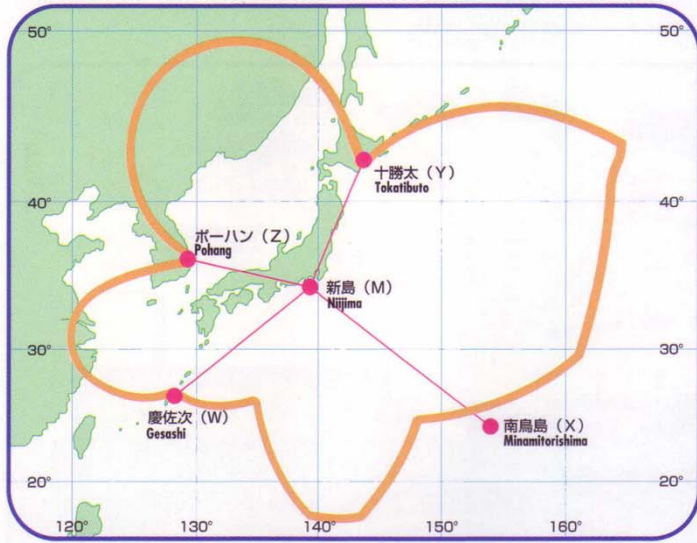 50°
50°
十勝太（Y）
Tokatibuto
40°
40°
ポーハン（Z）
Pohang
新島（M）
Niijima
30°
30°
慶佐次（W）
Gesashi
南鳥島（X）
Minamitorishima
20°
20°
120°
130°
140°
150°
160°